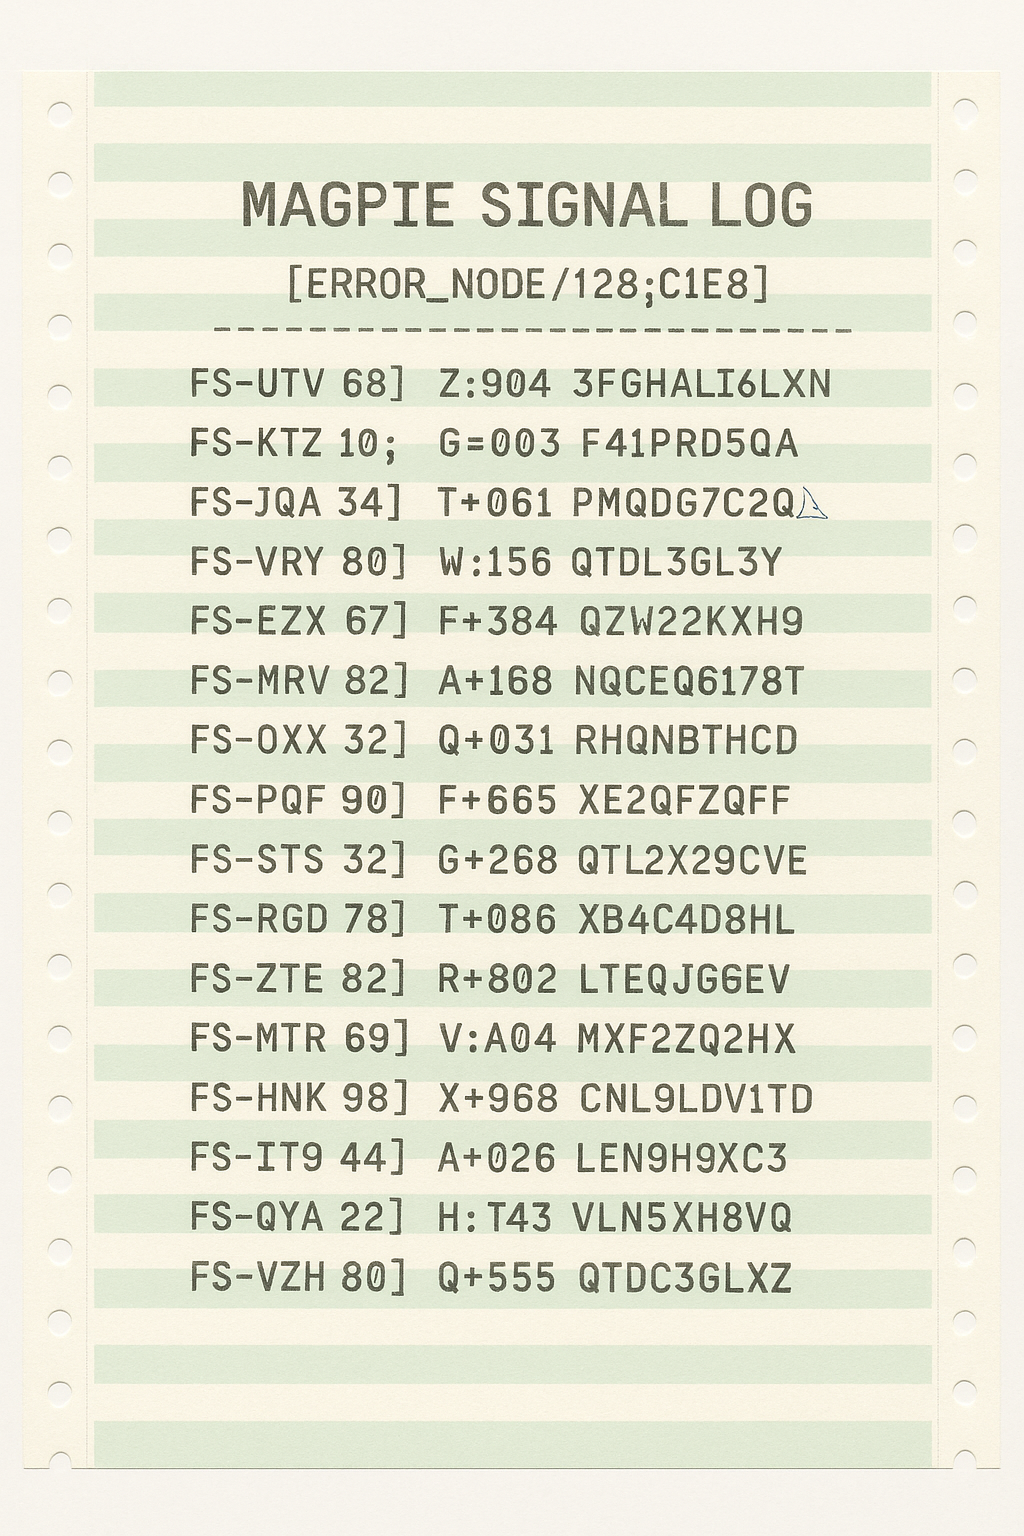 MAGPIE SIGNAL LOG
[ERROR_NODE/128;C1E8]
-----------------------------
FS-UTV 68] Z:904 3FGHALI6LXN
FS-KTZ 10; G=003 F41PRD5QA
FS-JQA 34] T+061 PMQDG7C2Q
FS-VRY 80] W:156 QTDL3GL3Y
FS-EZX 67] F+384 QZW22KXH9
FS-MRV 82] A+168 NQCEQ6178T
FS-OXX 32] Q+031 RHQNBTHCD
FS-PQF 90] F+665 XE2QFZQFF
FS-STS 32] G+268 QTL2X29CVE
FS-RGD 78] T+086 XB4C4D8HL
FS-ZTE 82] R+802 LTEQJGGEV
FS-MTR 69] V:A04 MXF2ZQ2HX
FS-HNK 98] X+968 CNL9LDV1TD
FS-IT9 44] A+026 LEN9H9XC3
FS-QYA 22] H:T43 VLN5XH8VQ
FS-VZH 80] Q+555 QTDC3GLXZ